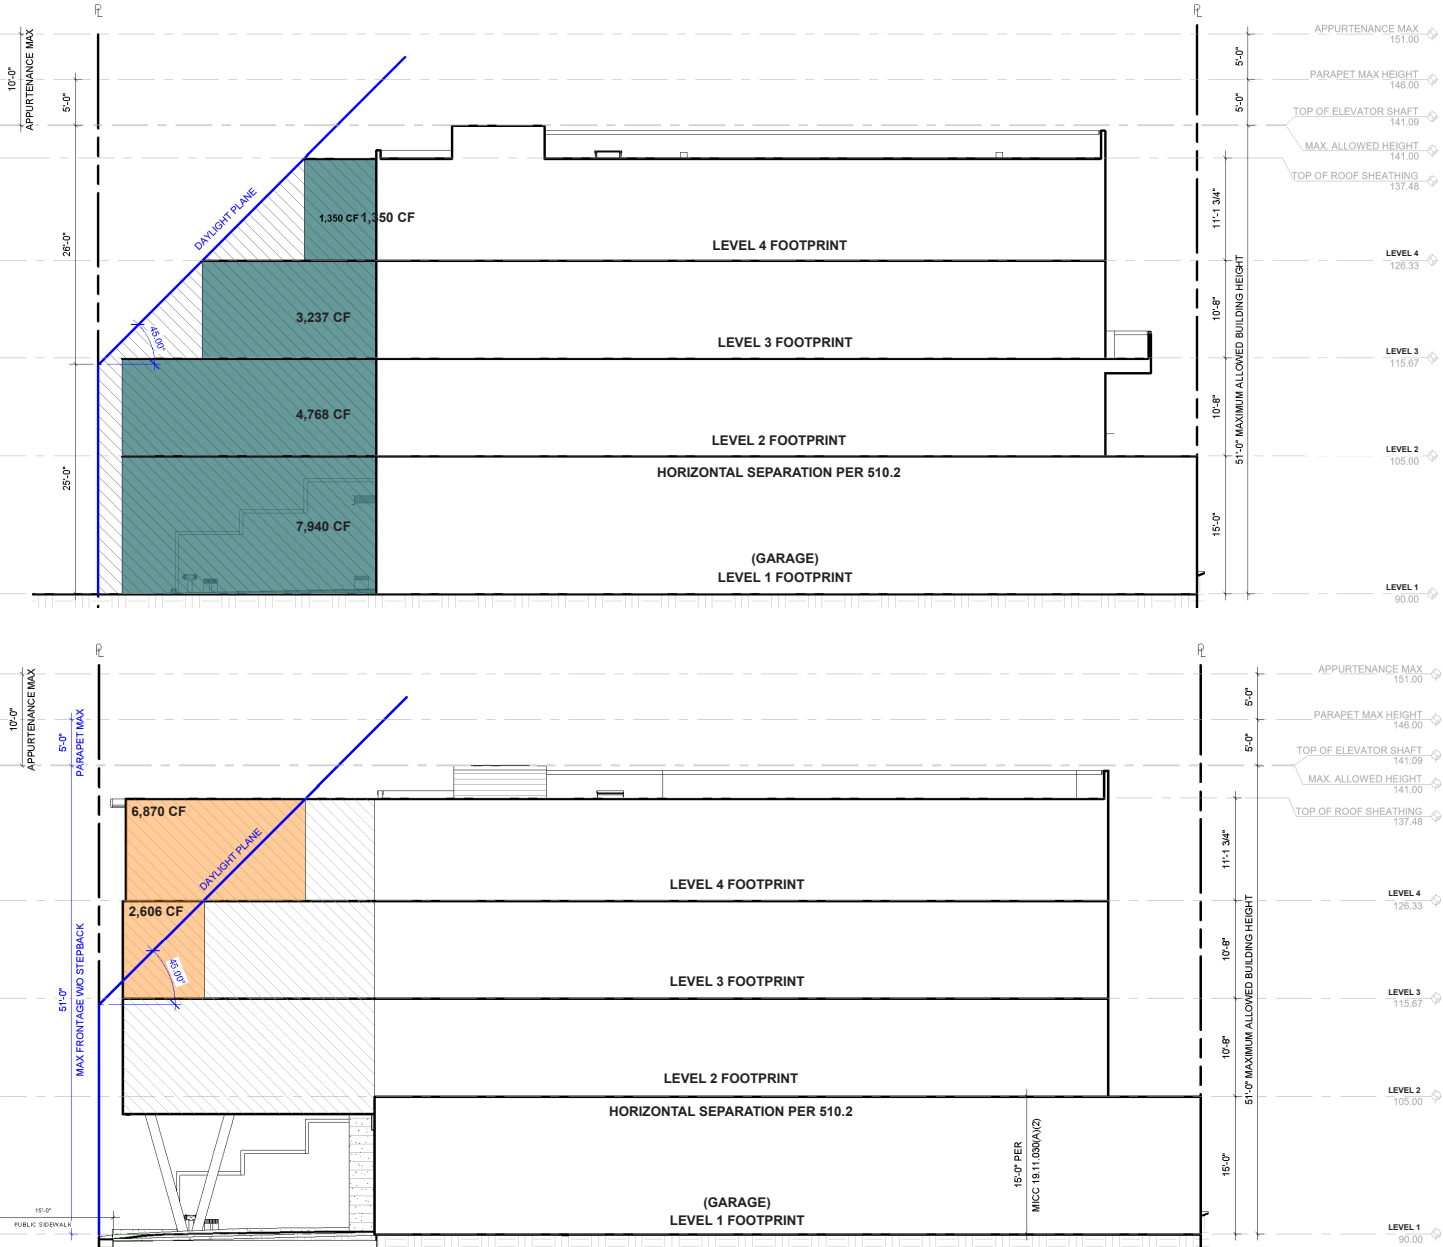 PL
PL
10'-0"
APPURTENANCE MAX
5'-0"
26'-0"
25'-0"
DAYLIGHT PLANE
45.00°
1,350 CF
1,350 CF
3,237 CF
4,768 CF
7,940 CF
LEVEL 4 FOOTPRINT
LEVEL 3 FOOTPRINT
LEVEL 2 FOOTPRINT
HORIZONTAL SEPARATION PER 510.2
(GARAGE)
LEVEL 1 FOOTPRINT
5'-0"
5'-0"
11'-1 3/4"
10'-8"
10'-8"
15'-0"
51'-0" MAXIMUM ALLOWED BUILDING HEIGHT
APPURTENANCE MAX
151.00
PARAPET MAX HEIGHT
146.00
TOP OF ELEVATOR SHAFT
141.09
MAX. ALLOWED HEIGHT
141.00
TOP OF ROOF SHEATHING
137.48
LEVEL 4
126.33
LEVEL 3
115.67
LEVEL 2
105.00
LEVEL 1
90.00
PL
PL
10'-0"
APPURTENANCE MAX
5'-0"
PARAPET MAX
51'-0"
MAX FRONTAGE W/O STEPBACK
6,870 CF
DAYLIGHT PLANE
2,606 CF
45.00°
LEVEL 4 FOOTPRINT
LEVEL 3 FOOTPRINT
LEVEL 2 FOOTPRINT
HORIZONTAL SEPARATION PER 510.2
15'-0" PER
MICC 19.11.030(A)(2)
(GARAGE)
LEVEL 1 FOOTPRINT
15'-0"
PUBLIC SIDEWALK
5'-0"
5'-0"
11'-1 3/4"
10'-8"
10'-8"
15'-0"
51'-0" MAXIMUM ALLOWED BUILDING HEIGHT
APPURTENANCE MAX
151.00
PARAPET MAX HEIGHT
146.00
TOP OF ELEVATOR SHAFT
141.09
MAX. ALLOWED HEIGHT
141.00
TOP OF ROOF SHEATHING
137.48
LEVEL 4
126.33
LEVEL 3
115.67
LEVEL 2
105.00
LEVEL 1
90.00